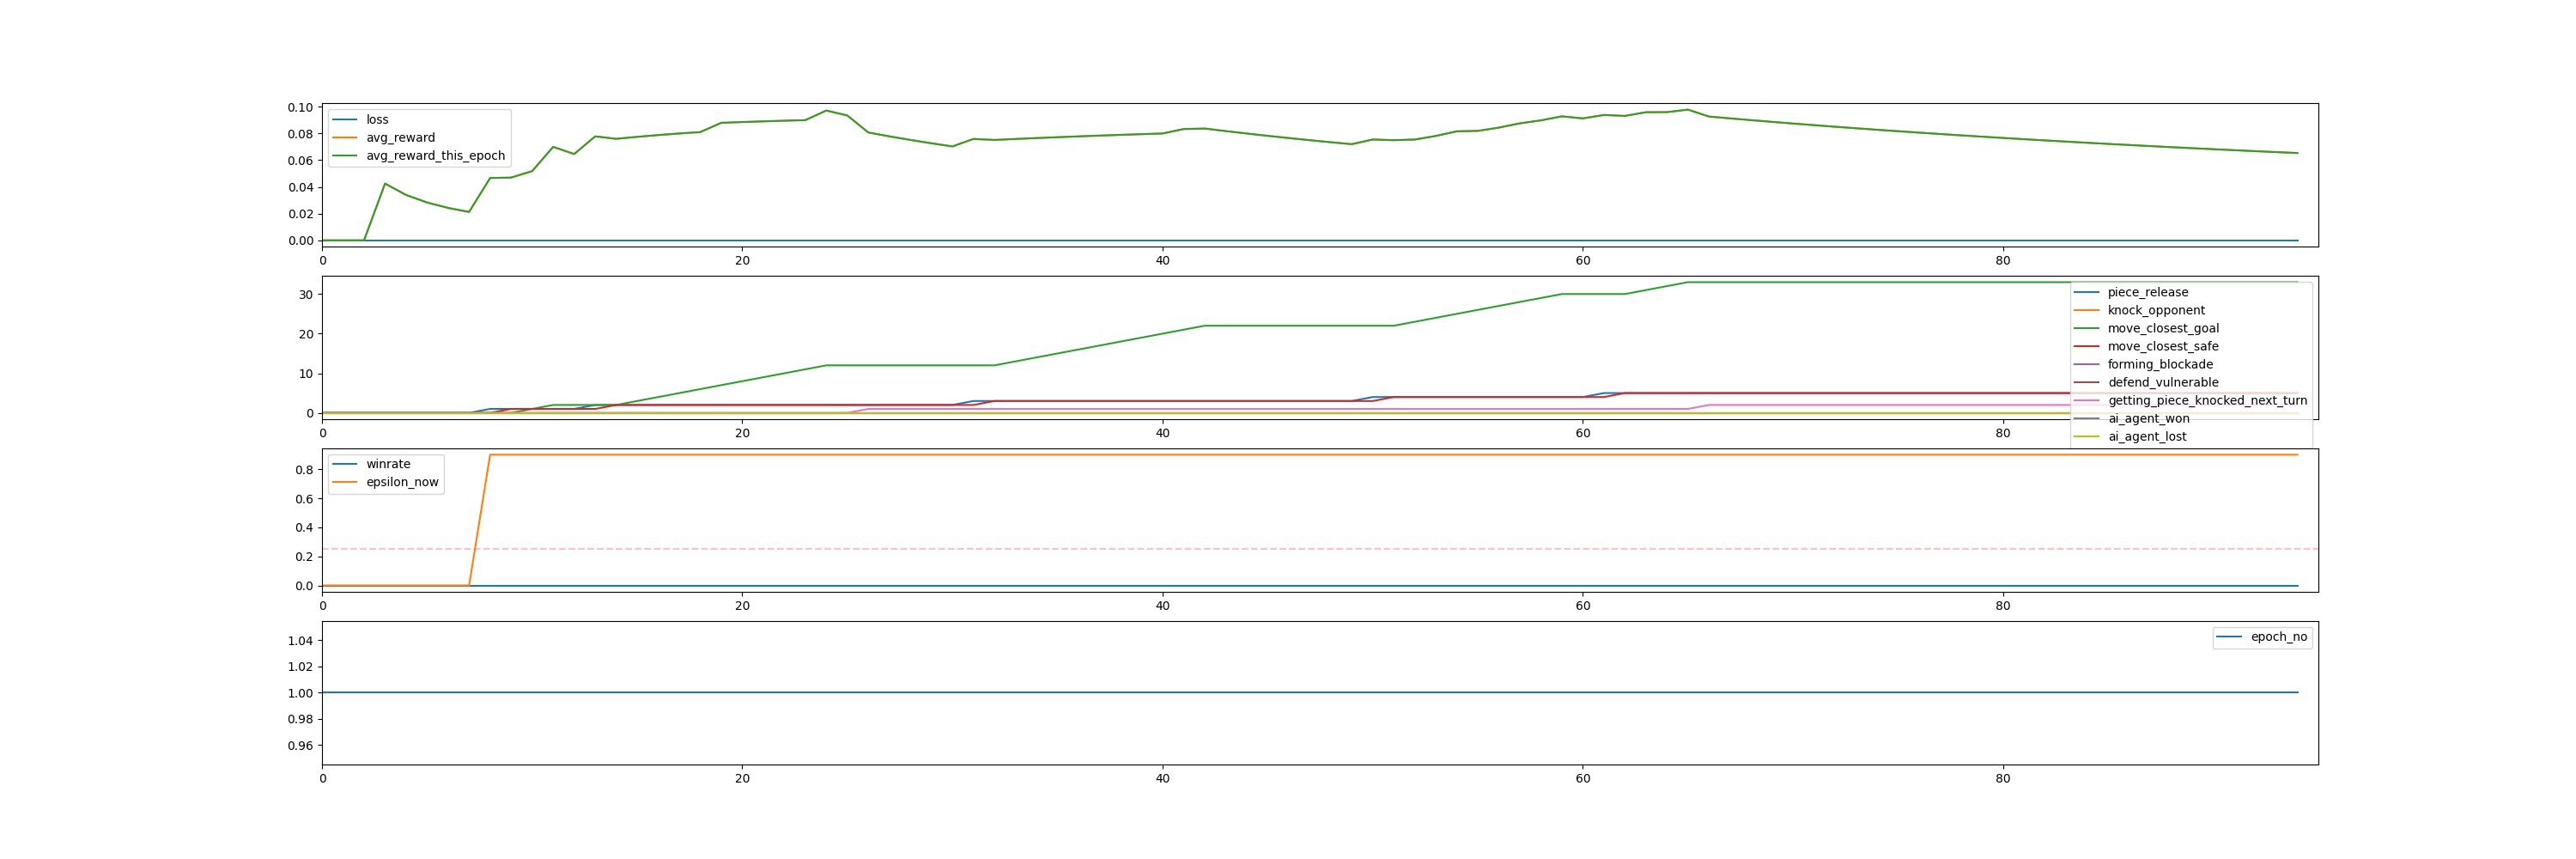 0.10
0.08
0.06
0.04
0.02
0.00
loss
avg_reward
avg_reward_this_epoch
0 20 40 60 80
30
20
10
0
piece_release
knock_opponent
move_closest_goal
move_closest_safe
forming_blockade
defend_vulnerable
getting_piece_knocked_next_turn
ai_agent_won
ai_agent_lost
0 20 40 60 80
0.8
0.6
0.4
0.2
0.0
winrate
epsilon_now
0 20 40 60 80
1.04
1.02
1.00
0.98
0.96
epoch_no
0 20 40 60 80